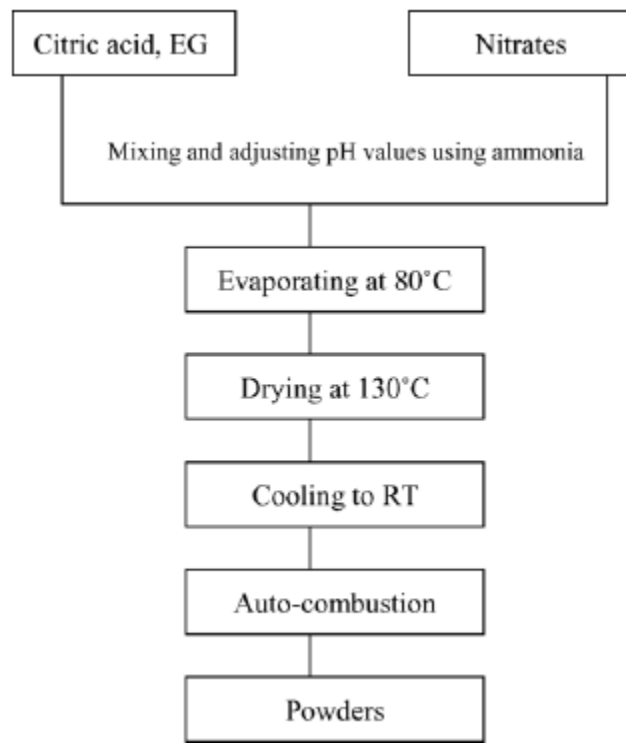 Citric acid, EG
Nitrates
Mixing and adjusting pH values using ammonia
Evaporating at 80˚C
Drying at 130˚C
Cooling to RT
Auto-combustion
Powders